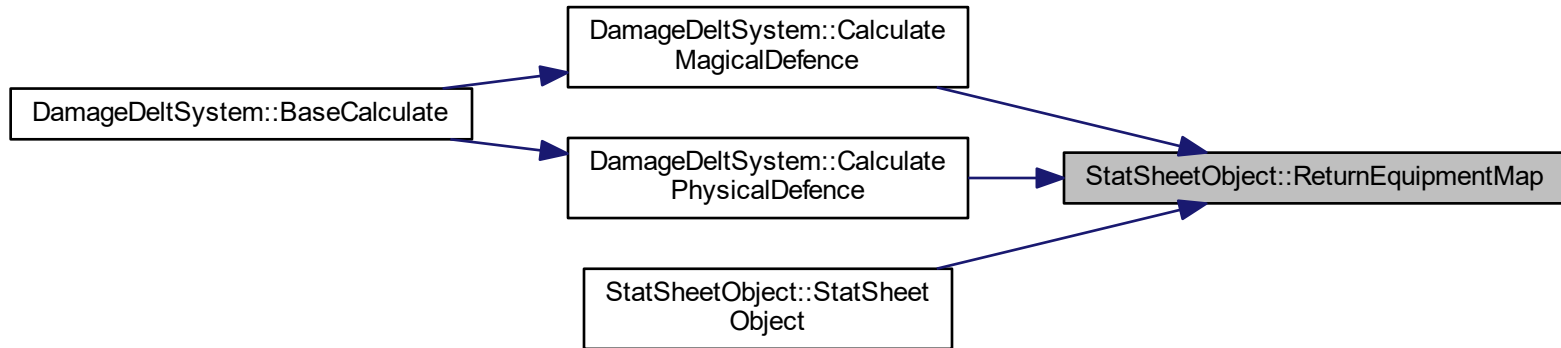 DamageDeltSystem::BaseCalculate
DamageDeltSystem::Calculate
MagicalDefence
DamageDeltSystem::Calculate
PhysicalDefence
StatSheetObject::StatSheet
Object
StatSheetObject::ReturnEquipmentMap